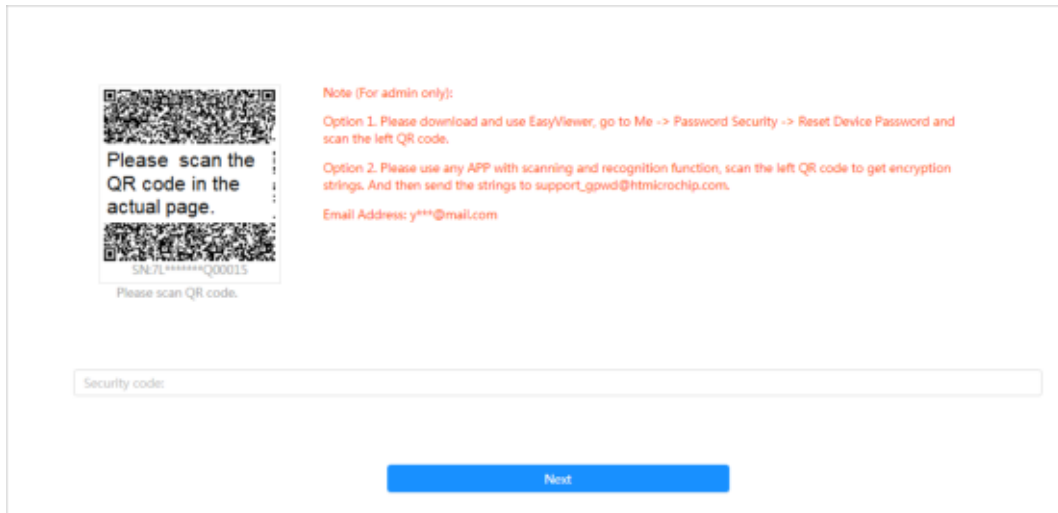 Note (For admin only):
Option 1. Please download and use EasyViewer, go to Me -> Password Security -> Reset Device Password and
scan the left QR code.
Please scan the
QR code in the
actual page.
Option 2. Please use any APP with scanning and recognition function, scan the left QR code to get encryption
strings. And then send the strings to support_gpwd@htmicrochip.com.
Email Address: y***@mail.com
SN:7L*******Q00015
Please scan QR code.
Security code:
Next